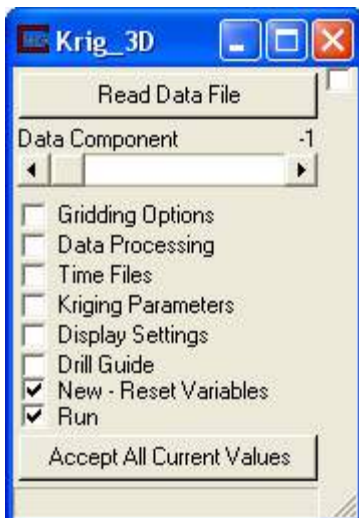 Krig_3D
Read Data File
Data Component -1
Gridding Options
Data Processing
Time Files
Kriging Parameters
Display Settings
Drill Guide
New - Reset Variables
Run
Accept All Current Values